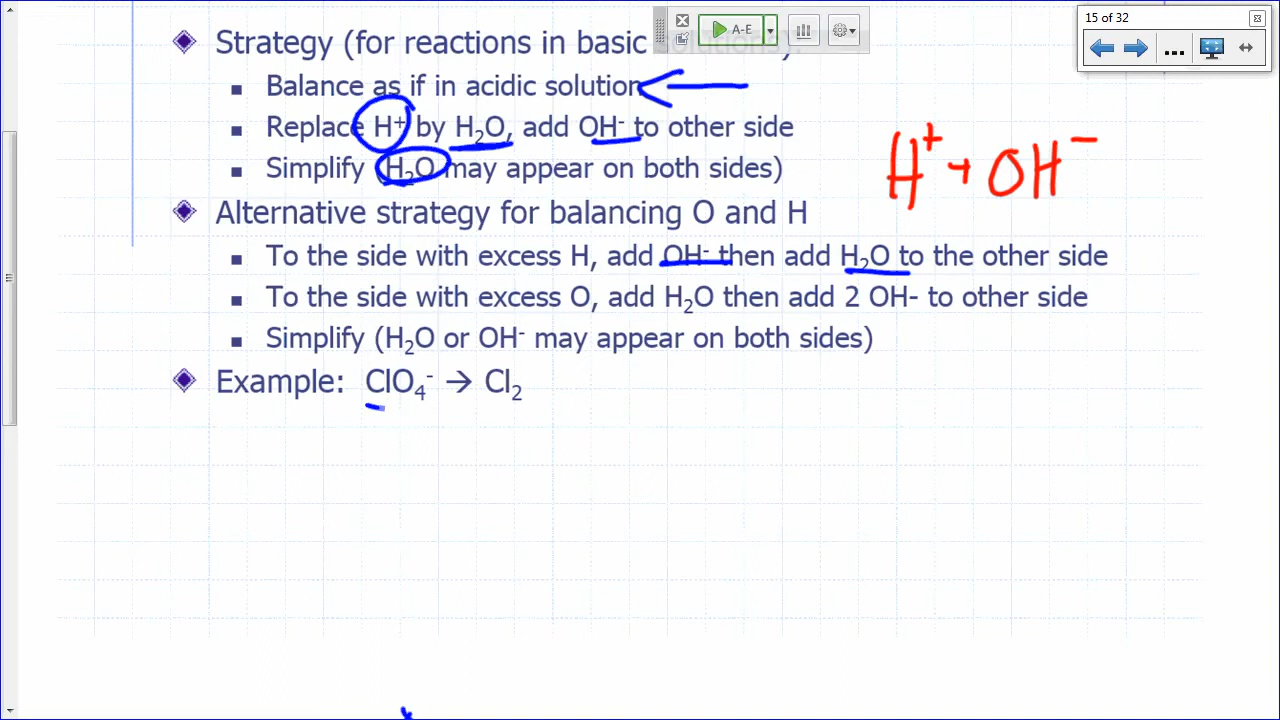 15 of 32
A-E
Strategy (for reactions in basic solutions):
Balance as if in acidic solution
Replace H⁺ by H₂O, add OH⁻ to other side
H⁺ + OH⁻
Simplify (H₂O may appear on both sides)
Alternative strategy for balancing O and H
To the side with excess H, add OH⁻ then add H₂O to the other side
To the side with excess O, add H₂O then add 2 OH- to other side
Simplify (H₂O or OH⁻ may appear on both sides)
Example: ClO₄⁻ → Cl₂